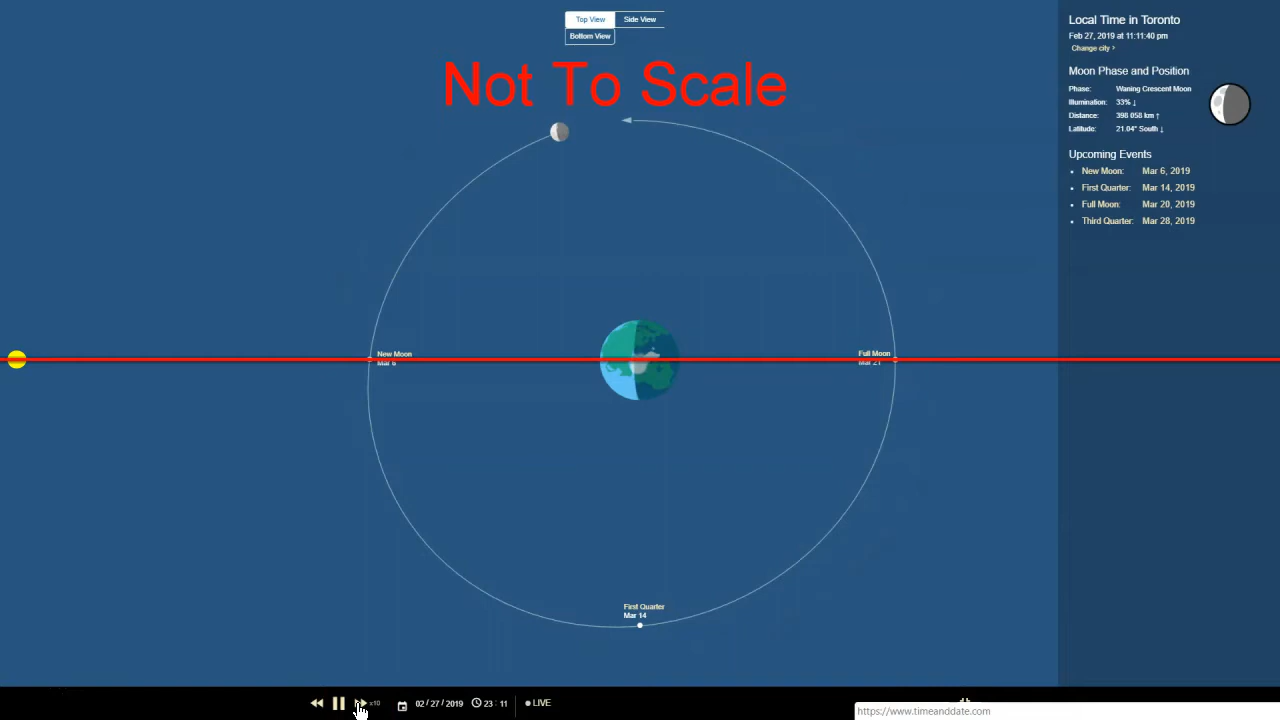 Top View
Side View
Bottom View
Not To Scale
New Moon
Mar 6
Full Moon
Mar 21
First Quarter
Mar 14
Local Time in Toronto
Feb 27, 2019 at 11:11:40 pm
Change city ›
Moon Phase and Position
Phase: Waning Crescent Moon
Illumination: 33% ↓
Distance: 398 058 km ↑
Latitude: 21.04° South ↓
Upcoming Events
• New Moon: Mar 6, 2019
• First Quarter: Mar 14, 2019
• Full Moon: Mar 20, 2019
• Third Quarter: Mar 28, 2019
x10
02 / 27 / 2019
23 : 11
LIVE
https://www.timeanddate.com